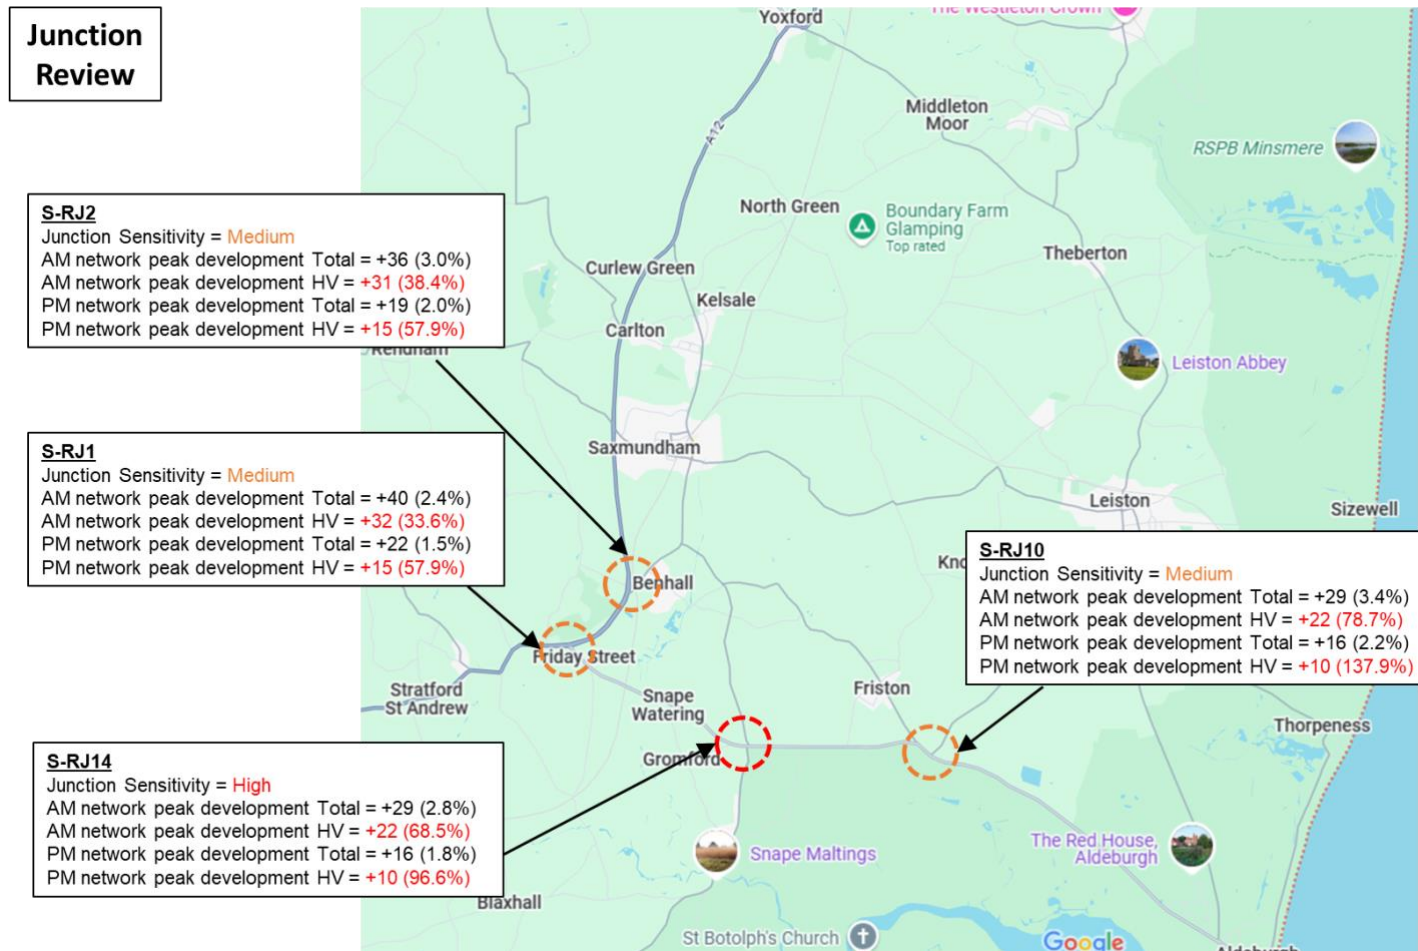 Junction
Review
Yoxford
The Westleton Crown
Middleton
Moor
A12
RSPB Minsmere
S-RJ2
Junction Sensitivity = Medium
AM network peak development Total = +36 (3.0%)
AM network peak development HV = +31 (38.4%)
PM network peak development Total = +19 (2.0%)
PM network peak development HV = +15 (57.9%)
North Green
Boundary Farm
Glamping
Top rated
Theberton
Curlew Green
Kelsale
Carlton
Rendham
Leiston Abbey
S-RJ1
Junction Sensitivity = Medium
AM network peak development Total = +40 (2.4%)
AM network peak development HV = +32 (33.6%)
PM network peak development Total = +22 (1.5%)
PM network peak development HV = +15 (57.9%)
Saxmundham
Leiston
Sizewell
S-RJ10
Junction Sensitivity = Medium
AM network peak development Total = +29 (3.4%)
AM network peak development HV = +22 (78.7%)
PM network peak development Total = +16 (2.2%)
PM network peak development HV = +10 (137.9%)
Kno
Benhall
Friday Street
Stratford
St Andrew
Snape
Watering
Friston
Thorpeness
Gromford
S-RJ14
Junction Sensitivity = High
AM network peak development Total = +29 (2.8%)
AM network peak development HV = +22 (68.5%)
PM network peak development Total = +16 (1.8%)
PM network peak development HV = +10 (96.6%)
Snape Maltings
The Red House,
Aldeburgh
Blaxhall
St Botolph's Church
Google
Aldeburgh